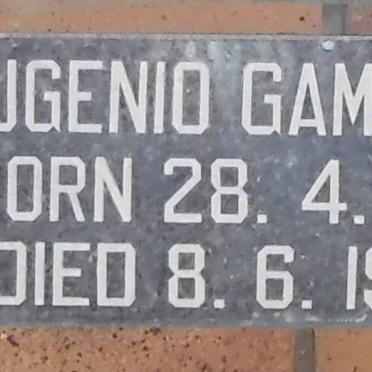 UGENIO GAM
ORN 28. 4.
DIED 8. 6. 19